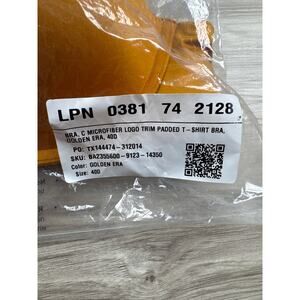 LPN 0381 74 2128
BRA, C MICROFIBER LOGO TRIM PADDED T-SHIRT BRA,
GOLDEN ERA, 40D
PO: TX144474-312014
SKU: BAZ355600-9123-14350
Color: GOLDEN ERA
Size: 40D